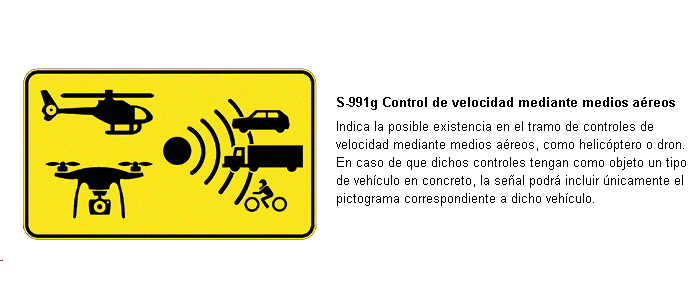 S-991g Control de velocidad mediante medios aéreos
Indica la posible existencia en el tramo de controles de
velocidad mediante medios aéreos, como helicóptero o dron.
En caso de que dichos controles tengan como objeto un tipo
de vehículo en concreto, la señal podrá incluir únicamente el
pictograma correspondiente a dicho vehículo.